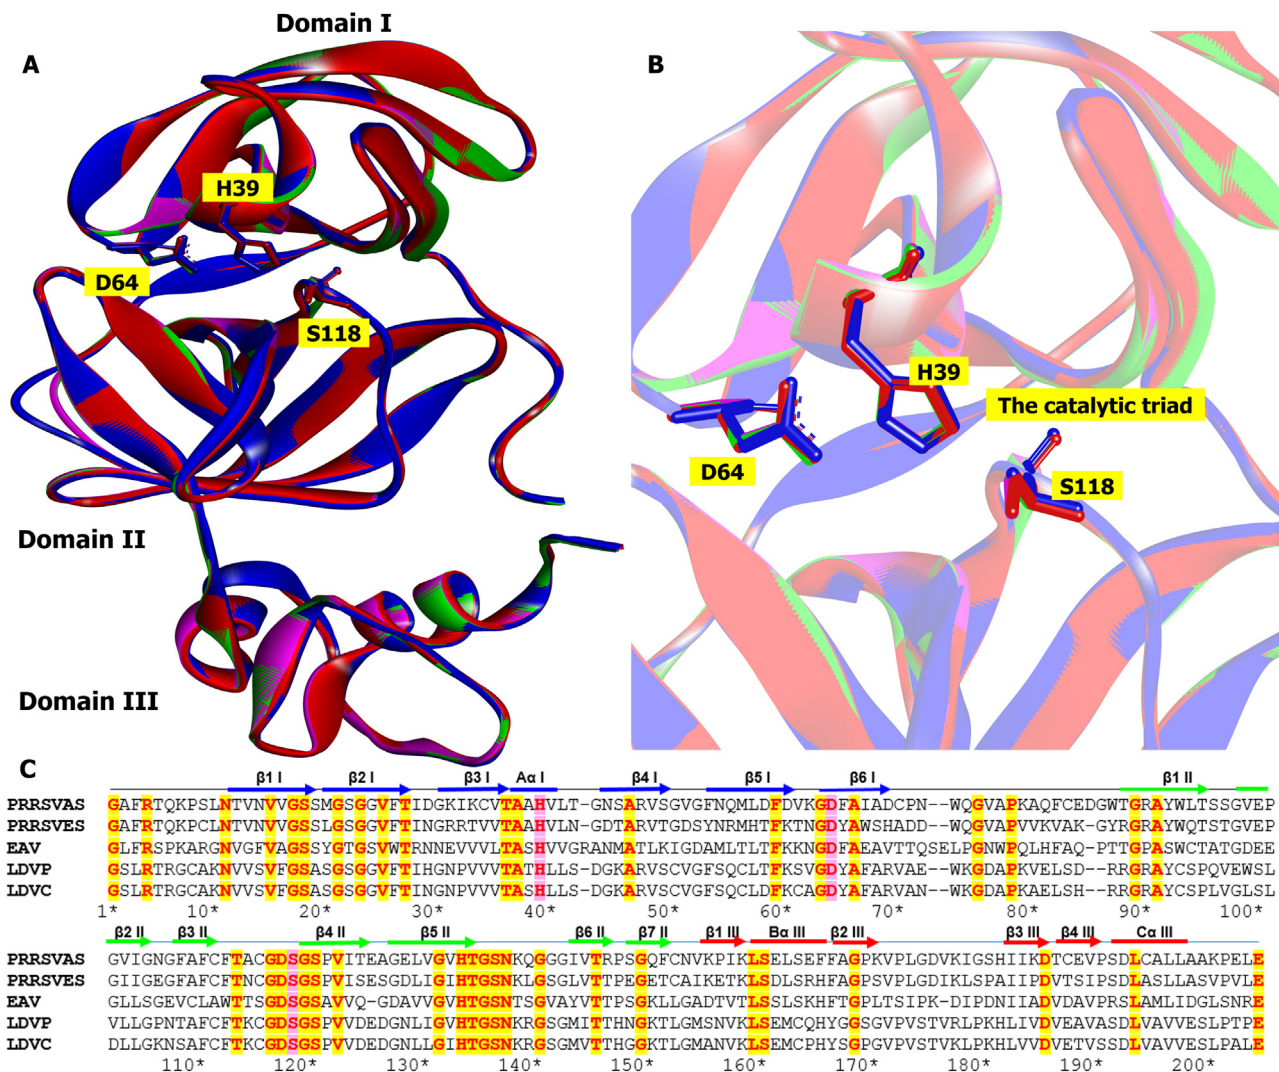 Domain I
A
H39
D64
S118
Domain II
Domain III
B
H39
The catalytic triad
D64
S118
C
β1 I β2 I β3 I Aα I β4 I β5 I β6 I β1 II
PRRSVAS GAFRTQKPSLNTVNVVGSSMGSGGVFTIDGKIKCVTAAHVLT-GNSARVSGVGFNQMLDFDVKGDFAIADCPN--WQGVAPKAQFCEDGWTGRAYWLTSSGVEP
PRRSVES GAFRTQKPCLNTVNVVGSSLGSGGVFTINGRRTVVTAAHVLN-GDTARVTGDSYNRMHTFKTNGDYAWSHADD--WQGVAPVVKVAK-GYRGRAYWQTSTGVEP
EAV GLFRSPKARGNVGFVAGSSYGTGSVWTRNNEVVVLTASHVVGRANMATLKIGDAMLTLTFKKNGDFAEAVTTQSELPGNWPQLHFAQ-PTTGPASWCTATGDEE
LDVP GSLRTRGCAKNVVSVFGSASGSGGVFTIHGNPVVVTATHLLS-DGKARVSCVGFSQCLTFKSVGDYAFARVAE--WKGDAPKVELSD--RRGRAYCSPQVEWSL
LDVC GSLRTRGCAKNVVSVFGSASGSGGVFTIHGNPVVVTASHLLS-DGKARVSCVGFSQCLDFKCAGDYAFARVAN--WKGDAPKAELSH--RRGRAYCSPLVGLSL
1* 10* 20* 30* 40* 50* 60* 70* 80* 90* 100*
β2 II β3 II β4 II β5 II β6 II β7 II β1 III Bα III β2 III β3 III β4 III Cα III
PRRSVAS GVIGNGFAFCFTACGDSGSPVITEAGELVGVHTGSNKQGGGIVTRPSGQFCNVKPIKLSELSEFFAGPKVPLGDVKIGSHIIKDTCEVPSDLCALLAAKPELE
PRRSVES GIIGEGFAFCFTNCGDSGSPVISESGDLIGIHTGSNKLGSGLVTTPEGETCAIKETKLSDLSRHFAGPSVPLGDIKLSPAIIPDVTSIPSDLASLLASVPVLE
EAV GLLSGEVCLAWTTSGDSGSAVVQ-GDAVVGVHTGSNTSGVAYVTTPSGKLLGADTVTLSSLSKHFTGPLTSIPK-DIPDNIIADVDAVPRSLAMLIDGLSNRE
LDVP VLLGPNTAFCFTKCGDSGSPVVDEDGNLIGVHTGSNKRGSGMITTHNGKTLGMSNVKLSEMCQHYGGSGVPVSTVRLPKHLIVDVEAVASDLVAVVESLPTPE
LDVC DLLGKNSAFCFTKCGDSGSPVVDEDGNLLGIHTGSNKRGSGMVTTHGGKTLGMANVKLSEMCPHYSGPGVPVSTVKLPKHLVVDVETVSSDLVAVVESLPALE
110* 120* 130* 140* 150* 160* 170* 180* 190* 200*